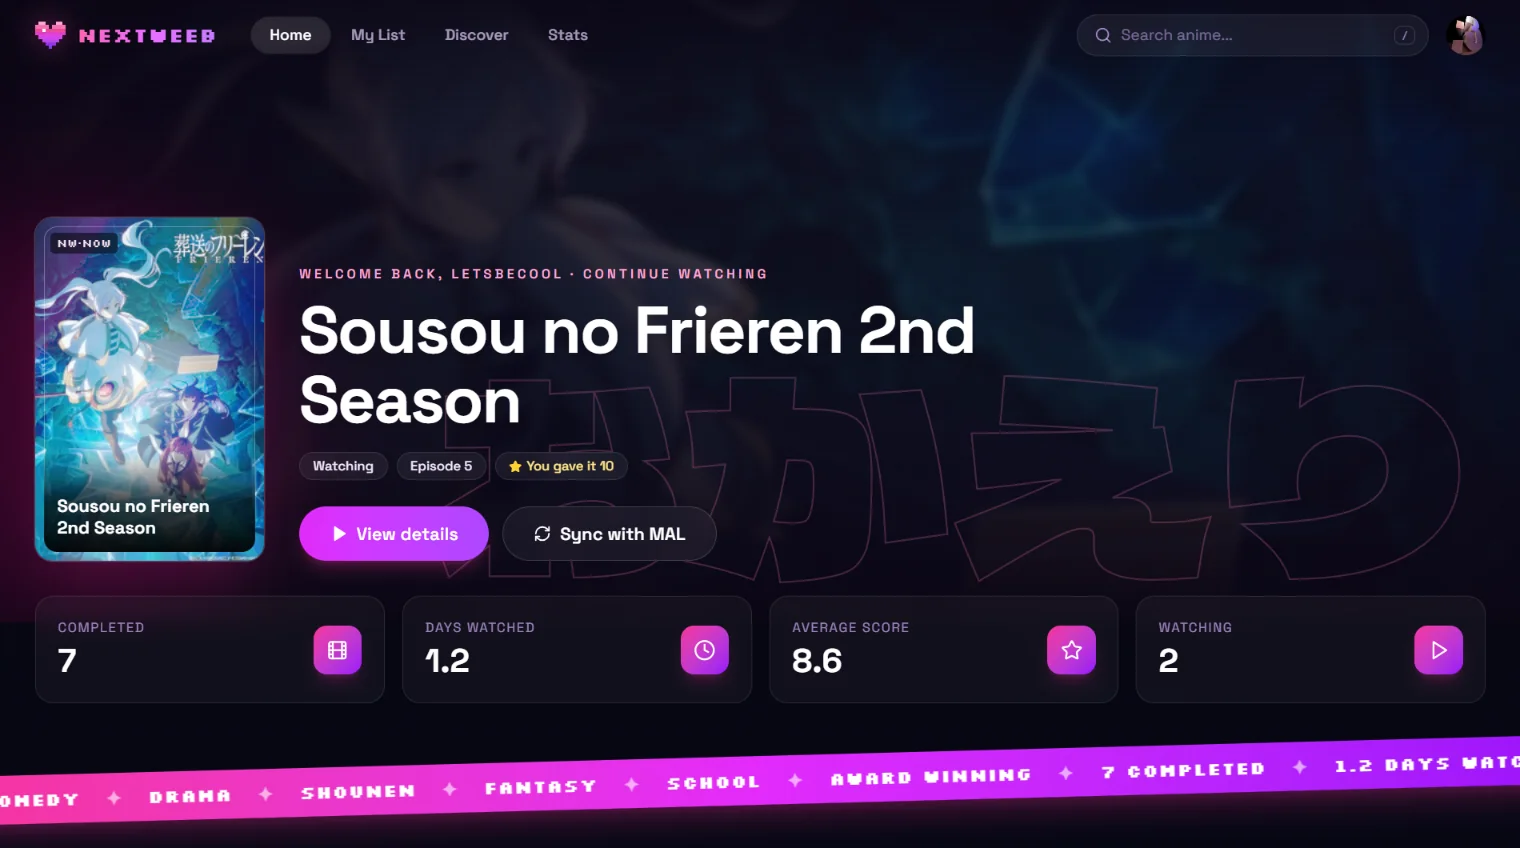 NEXTWEEB
Home
My List
Discover
Stats
Search anime...
/
NW-NOW
葬送のフリーレン
FRIEREN
Sousou no Frieren
2nd Season
WELCOME BACK, LETSBECOOL · CONTINUE WATCHING
Sousou no Frieren 2nd
Season
おかえり
Watching
Episode 5
You gave it 10
View details
Sync with MAL
COMPLETED
7
DAYS WATCHED
1.2
AVERAGE SCORE
8.6
WATCHING
2
OMEDY ✦ DRAMA ✦ SHOUNEN ✦ FANTASY ✦ SCHOOL ✦ AWARD WINNING ✦ 7 COMPLETED ✦ 1.2 DAYS WATC